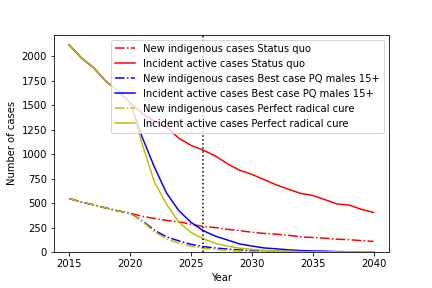 2000
1750
1500
1250
1000
750
500
250
0
Number of cases
New indigenous cases Status quo
Incident active cases Status quo
New indigenous cases Best case PQ males 15+
Incident active cases Best case PQ males 15+
New indigenous cases Perfect radical cure
Incident active cases Perfect radical cure
2015 2020 2025 2030 2035 2040
Year